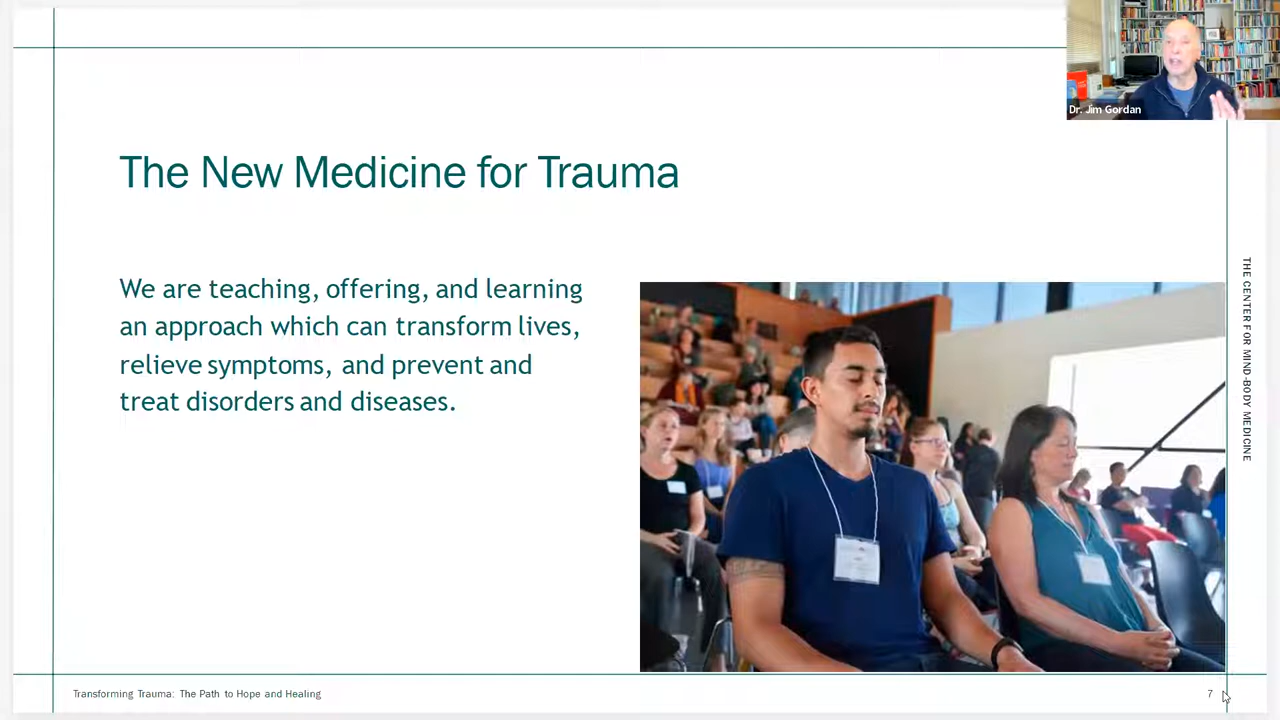 Dr. Jim Gordan
The New Medicine for Trauma
We are teaching, offering, and learning
an approach which can transform lives,
relieve symptoms, and prevent and
treat disorders and diseases.
THE CENTER FOR MIND-BODY MEDICINE
Transforming Trauma: The Path to Hope and Healing
7